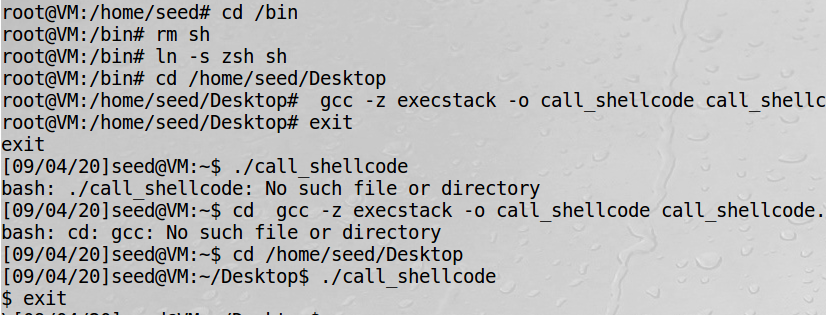 root@VM:/home/seed# cd /bin
root@VM:/bin# rm sh
root@VM:/bin# ln -s zsh sh
root@VM:/bin# cd /home/seed/Desktop
root@VM:/home/seed/Desktop#  gcc -z execstack -o call_shellcode call_shellc
root@VM:/home/seed/Desktop# exit
exit
[09/04/20]seed@VM:~$ ./call_shellcode
bash: ./call_shellcode: No such file or directory
[09/04/20]seed@VM:~$ cd  gcc -z execstack -o call_shellcode call_shellcode.
bash: cd: gcc: No such file or directory
[09/04/20]seed@VM:~$ cd /home/seed/Desktop
[09/04/20]seed@VM:~/Desktop$ ./call_shellcode
$ exit